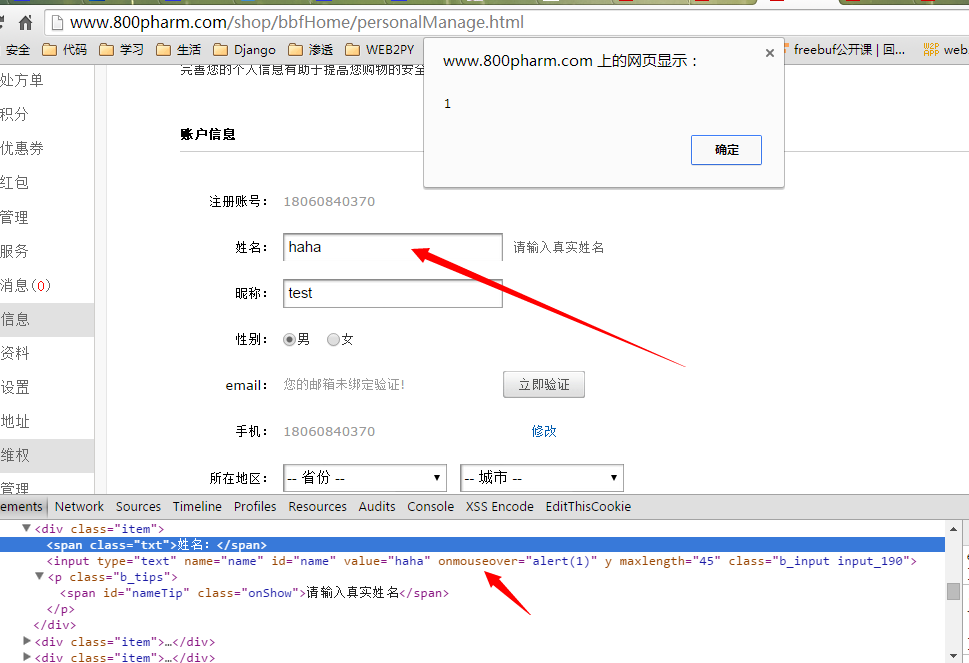 www.800pharm.com/shop/bbfHome/personalManage.html
安全 代码 学习 生活 Django 渗透 WEB2PY freebuf公开课 | 回... web
www.800pharm.com 上的网页显示：
×
1
确定
完善您的个人信息有助于提高您购物的安全
处方单
积分
优惠券
红包
管理
服务
消息(0)
信息
资料
设置
地址
维权
管理
账户信息
注册账号： 18060840370
姓名： haha 请输入真实姓名
昵称： test
性别： 男 女
email： 您的邮箱未绑定验证! 立即验证
手机： 18060840370 修改
所在地区： -- 省份 -- -- 城市 --
ements Network Sources Timeline Profiles Resources Audits Console XSS Encode EditThisCookie
<div class="item">
<span class="txt">姓名：</span>
<input type="text" name="name" id="name" value="haha" onmouseover="alert(1)" y maxlength="45" class="b_input input_190">
<p class="b_tips">
<span id="nameTip" class="onShow">请输入真实姓名</span>
</p>
</div>
<div class="item">…</div>
<div class="item">…</div>